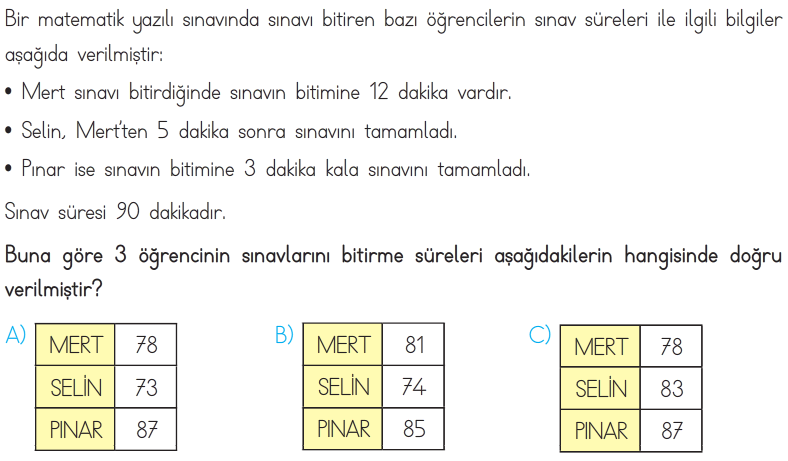 Bir matematik yazılı sınavında sınavı bitiren bazı öğrencilerin sınav süreleri ile ilgili bilgiler
aşağıda verilmiştir:
• Mert sınavı bitirdiğinde sınavın bitimine 12 dakika vardır.
• Selin, Mert'ten 5 dakika sonra sınavını tamamladı.
• Pınar ise sınavın bitimine 3 dakika kala sınavını tamamladı.
Sınav süresi 90 dakikadır.
Buna göre 3 öğrencinin sınavlarını bitirme süreleri aşağıdakilerin hangisinde doğru
verilmiştir?
A)
MERT 78
SELİN 73
PINAR 87
B)
MERT 81
SELİN 74
PINAR 85
C)
MERT 78
SELİN 83
PINAR 87